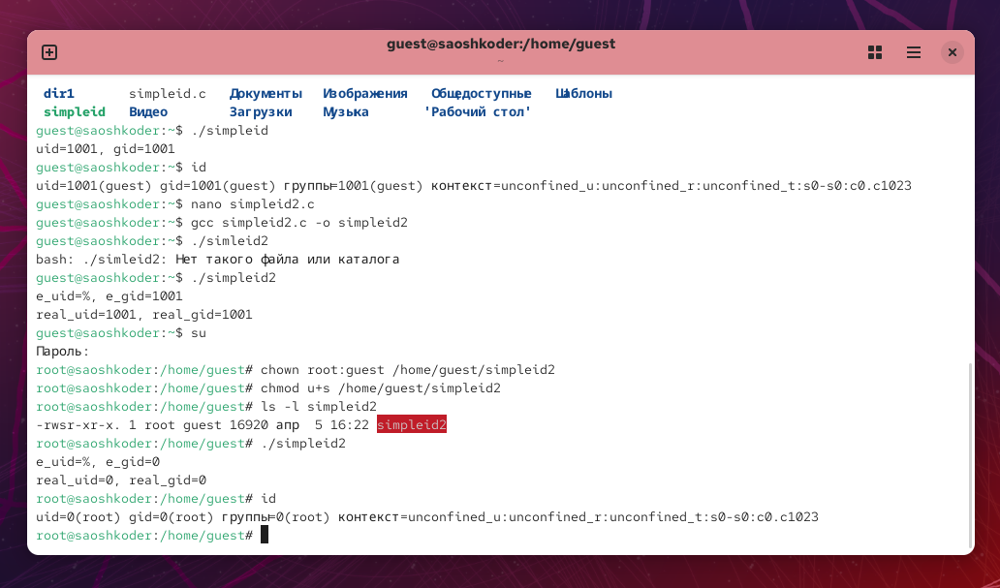 guest@saoshkoder:/home/guest
~
dir1 simpleid.c Документы Изображения Общедоступные Шаблоны
simpleid Видео Загрузки Музыка 'Рабочий стол'
guest@saoshkoder:~$ ./simpleid
uid=1001, gid=1001
guest@saoshkoder:~$ id
uid=1001(guest) gid=1001(guest) группы=1001(guest) контекст=unconfined_u:unconfined_r:unconfined_t:s0-s0:c0.c1023
guest@saoshkoder:~$ nano simpleid2.c
guest@saoshkoder:~$ gcc simpleid2.c -o simpleid2
guest@saoshkoder:~$ ./simleid2
bash: ./simleid2: Нет такого файла или каталога
guest@saoshkoder:~$ ./simpleid2
e_uid=%, e_gid=1001
real_uid=1001, real_gid=1001
guest@saoshkoder:~$ su
Пароль:
root@saoshkoder:/home/guest# chown root:guest /home/guest/simpleid2
root@saoshkoder:/home/guest# chmod u+s /home/guest/simpleid2
root@saoshkoder:/home/guest# ls -l simpleid2
-rwsr-xr-x. 1 root guest 16920 апр  5 16:22 simpleid2
root@saoshkoder:/home/guest# ./simpleid2
e_uid=%, e_gid=0
real_uid=0, real_gid=0
root@saoshkoder:/home/guest# id
uid=0(root) gid=0(root) группы=0(root) контекст=unconfined_u:unconfined_r:unconfined_t:s0-s0:c0.c1023
root@saoshkoder:/home/guest#